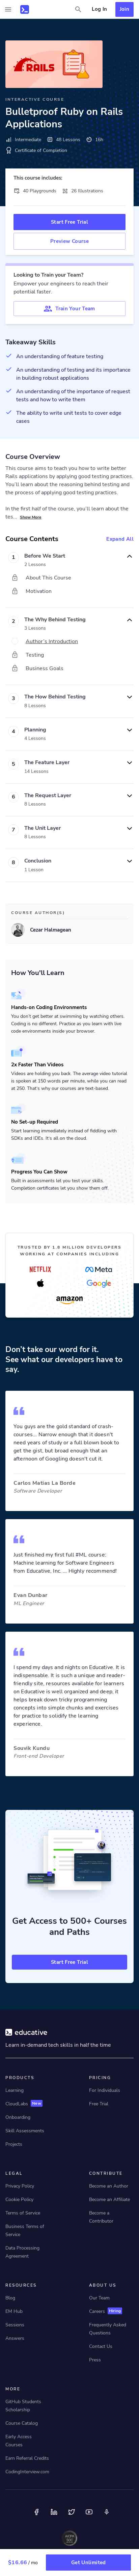 Log In
Join
RAILS
INTERACTIVE COURSE
Bulletproof Ruby on Rails
Applications
Intermediate
48 Lessons
16h
Certificate of Completion
This course includes:
40 Playgrounds
26 Illustrations
Start Free Trial
Preview Course
Looking to Train your Team?
Empower your engineers to reach their
potential faster.
Train Your Team
Takeaway Skills
An understanding of feature testing
An understanding of testing and its importance
in building robust applications
An understanding of the importance of request
tests and how to write them
The ability to write unit tests to cover edge
cases
Course Overview
This course aims to teach you how to write better
tests. Most applications you're likely to encounter
will already be using tests. You'll learn about the
reasoning behind the why and how of testing and
the process of applying good testing practices.
In the first half of the course, you'll learn about the
Show More
Course Contents
Expand All
1
Before We Start
2 Lessons
About This Course
Motivation
2
The Why Behind Testing
3 Lessons
Author's Introduction
Testing
Business Goals
3
The How Behind Testing
8 Lessons
4
Planning
4 Lessons
5
The Feature Layer
14 Lessons
6
The Request Layer
8 Lessons
7
The Unit Layer
8 Lessons
8
Conclusion
1 Lesson
COURSE AUTHOR(S)
Cezar Halmagean
How You'll Learn
Hands-on Coding Environments
You don't get better at swimming by watching others.
Coding is no different. Practice as you learn with live
code environments inside your browser.
2x Faster Than Videos
Videos are holding you back. The average video tutorial
is spoken at 150 words per minute, while you can read
at 250. That's why our courses are text-based.
No Set-up Required
Start learning immediately instead of fiddling with
SDKs and IDEs. It's all on the cloud.
Progress You Can Show
Built in assessments let you test your skills.
Completion certificates let you show them off.
TRUSTED BY 1.8 MILLION DEVELOPERS
WORKING AT COMPANIES INCLUDING
NETFLIX
Meta
Google
amazon
Don't take our word for it.
See what our developers have to
say.
You guys are the gold standard of crash-
courses... Narrow enough that it doesn't
need years of study or a full blown book to
get the gist, but broad enough that an
afternoon of Googling doesn't cut it.
Carlos Matias La Borde
Software Developer
Just finished my first full #ML course:
Machine learning for Software Engineers
from Educative, Inc. ... Highly recommend!
Evan Dunbar
ML Engineer
I spend my days and nights on Educative. It is
indispensable. It is such a unique and reader-
friendly site, resources available for learners
on Educative are well organized and deep, it
helps break down tricky programming
mindsets and explore simple concepts and
exercises that promote a satisfying learning
experience.
Souvik Kundu
Front-end Developer
Get Access to 500+ Courses
and Paths
Start Free Trial
educative
Learn in-demand tech skills in half the time
PRODUCTS
Learning
CloudLabs
New
Onboarding
Skill Assessments
Projects
PRICING
For Individuals
Free Trial
LEGAL
Privacy Policy
Cookie Policy
Business Terms of
Service
Data Processing
Agreement
CONTRIBUTE
Become an Author
Become an Affiliate
Become a
Contributor
RESOURCES
Blog
EM Hub
Terms of Service
Sessions
Answers
ABOUT US
Our Team
Careers
Hiring
Frequently Asked
Questions
Contact Us
Press
MORE
GitHub Students
Scholarship
Course Catalog
Early Access
Courses
Earn Referral Credits
CodingInterview.com
$16.66 / mo
Get Unlimited